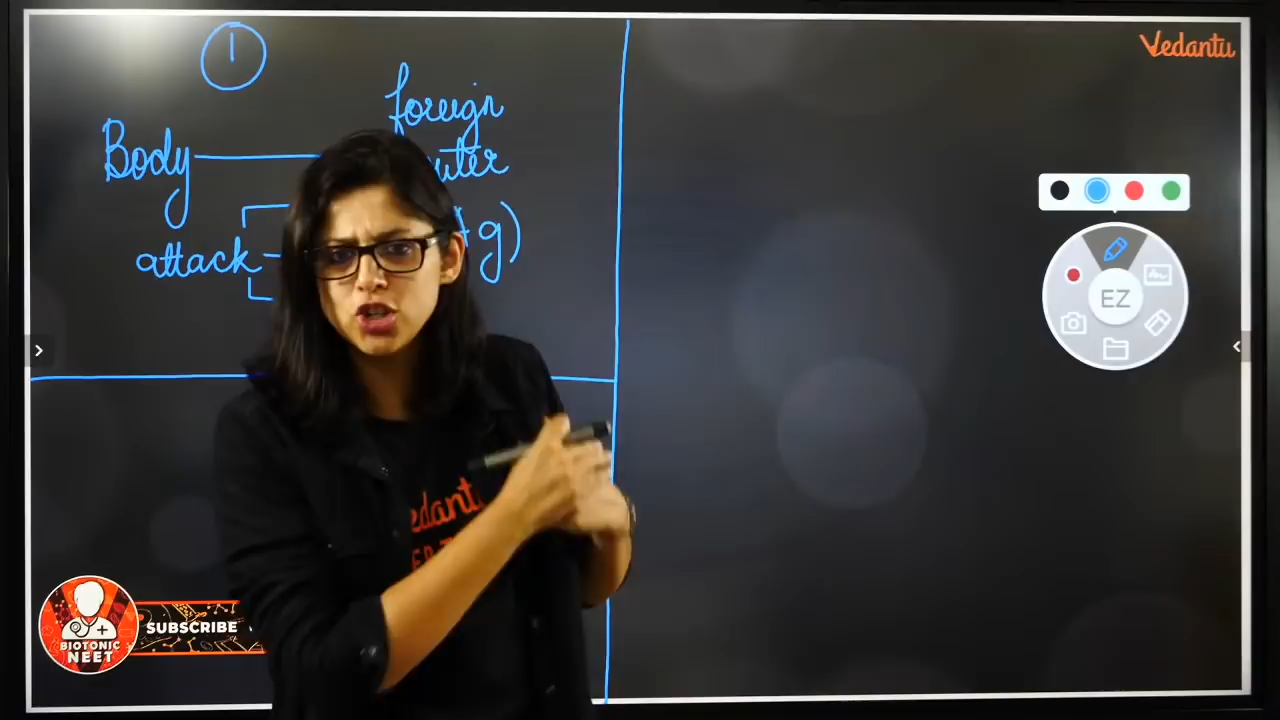 Vedantu
1
foreign
Body
attack
g)
EZ
SUBSCRIBE
BIOTONIC
NEET